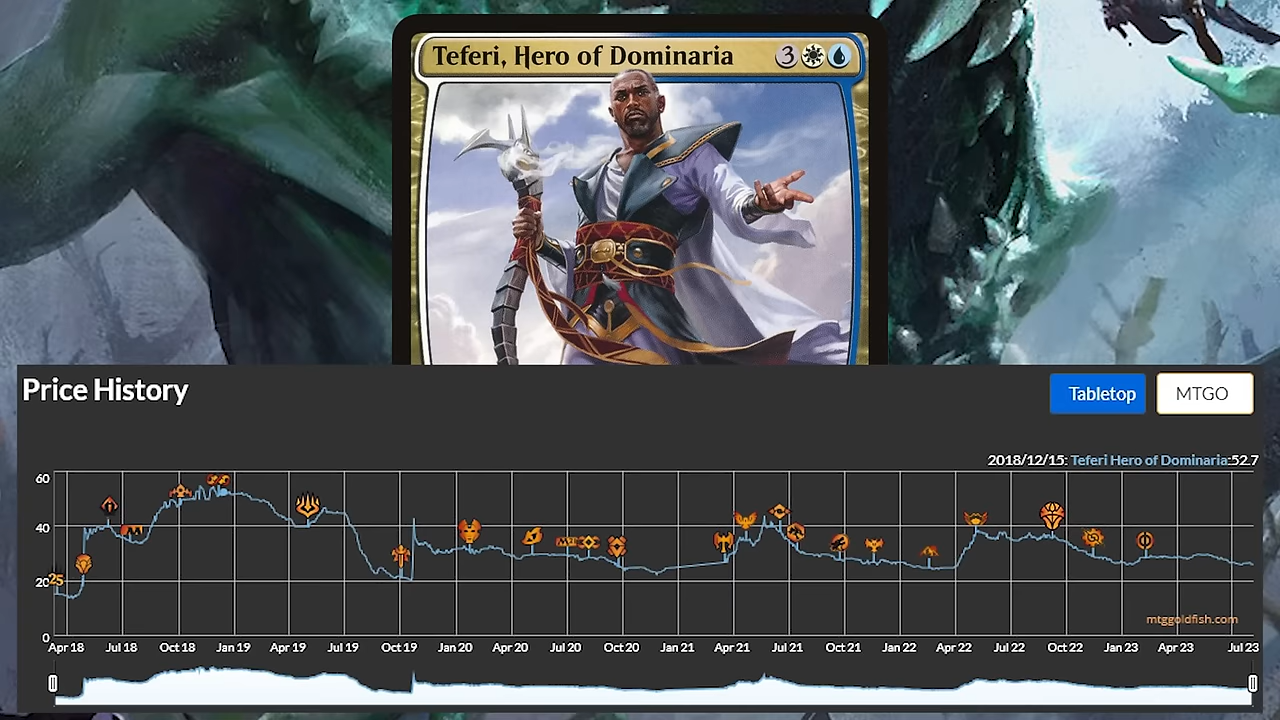 Teferi, Hero of Dominaria 3
Price History
Tabletop MTGO
2018/12/15: Teferi Hero of Dominaria:52.7
60
40
20
0
25
mtggoldfish.com
Apr 18 Jul 18 Oct 18 Jan 19 Apr 19 Jul 19 Oct 19 Jan 20 Apr 20 Jul 20 Oct 20 Jan 21 Apr 21 Jul 21 Oct 21 Jan 22 Apr 22 Jul 22 Oct 22 Jan 23 Apr 23 Jul 23